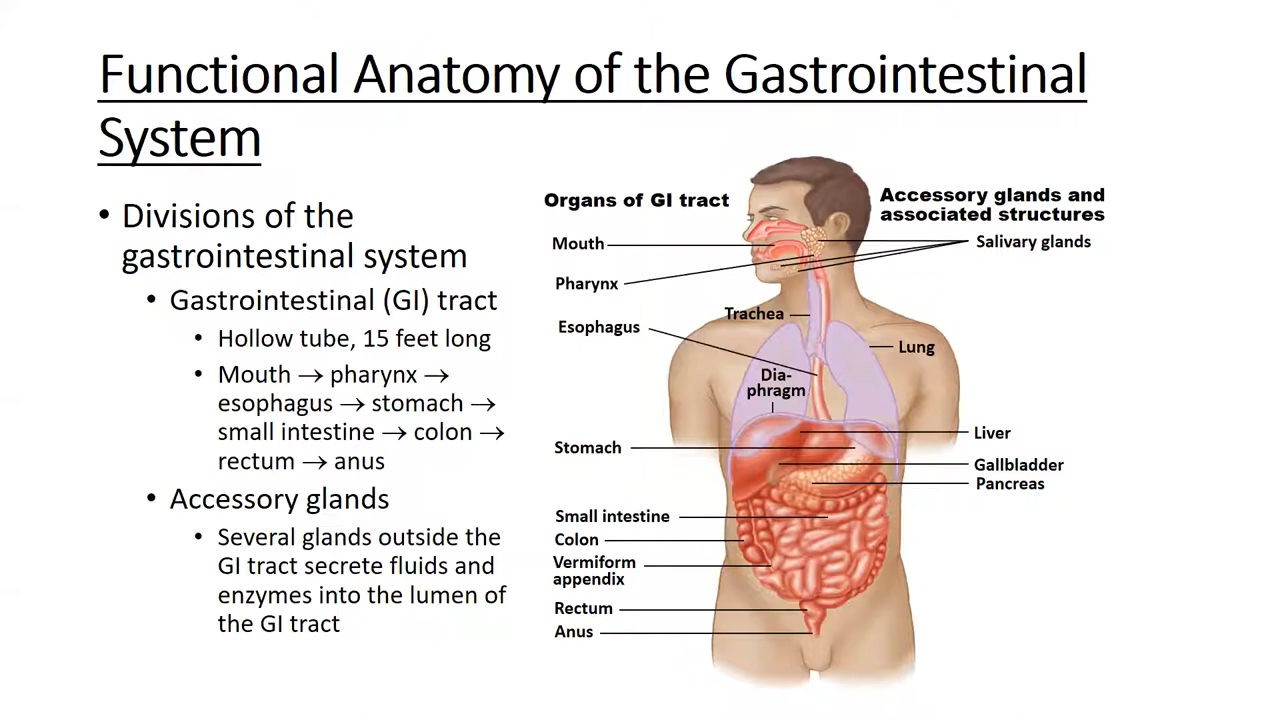 Functional Anatomy of the Gastrointestinal
System
• Divisions of the
gastrointestinal system
• Gastrointestinal (GI) tract
• Hollow tube, 15 feet long
• Mouth → pharynx →
esophagus → stomach →
small intestine → colon →
rectum → anus
• Accessory glands
• Several glands outside the
GI tract secrete fluids and
enzymes into the lumen of
the GI tract
Organs of GI tract
Mouth
Pharynx
Trachea
Esophagus
Dia-
phragm
Stomach
Small intestine
Colon
Vermiform
appendix
Rectum
Anus
Accessory glands and
associated structures
Salivary glands
Lung
Liver
Gallbladder
Pancreas